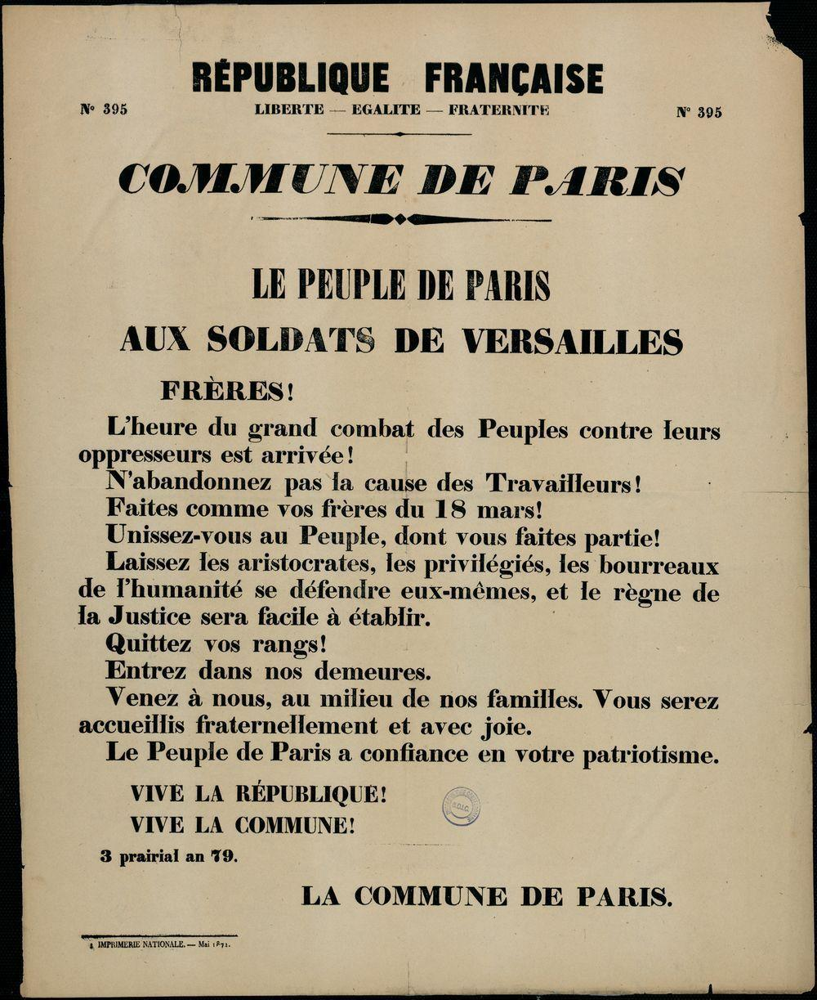 RÉPUBLIQUE FRANÇAISE
N° 395 LIBERTE — EGALITE — FRATERNITE N° 395
COMMUNE DE PARIS
LE PEUPLE DE PARIS
AUX SOLDATS DE VERSAILLES
FRÈRES!
L'heure du grand combat des Peuples contre leurs
oppresseurs est arrivée!
N'abandonnez pas la cause des Travailleurs!
Faites comme vos frères du 18 mars!
Unissez-vous au Peuple, dont vous faites partie!
Laissez les aristocrates, les privilégiés, les bourreaux
de l'humanité se défendre eux-mêmes, et le règne de
la Justice sera facile à établir.
Quittez vos rangs!
Entrez dans nos demeures.
Venez à nous, au milieu de nos familles. Vous serez
accueillis fraternellement et avec joie.
Le Peuple de Paris a confiance en votre patriotisme.
VIVE LA RÉPUBLIQUE!
VIVE LA COMMUNE!
B.D.I.C.
3 prairial an 79.
LA COMMUNE DE PARIS.
4 IMPRIMERIE NATIONALE. — Mai 1871.